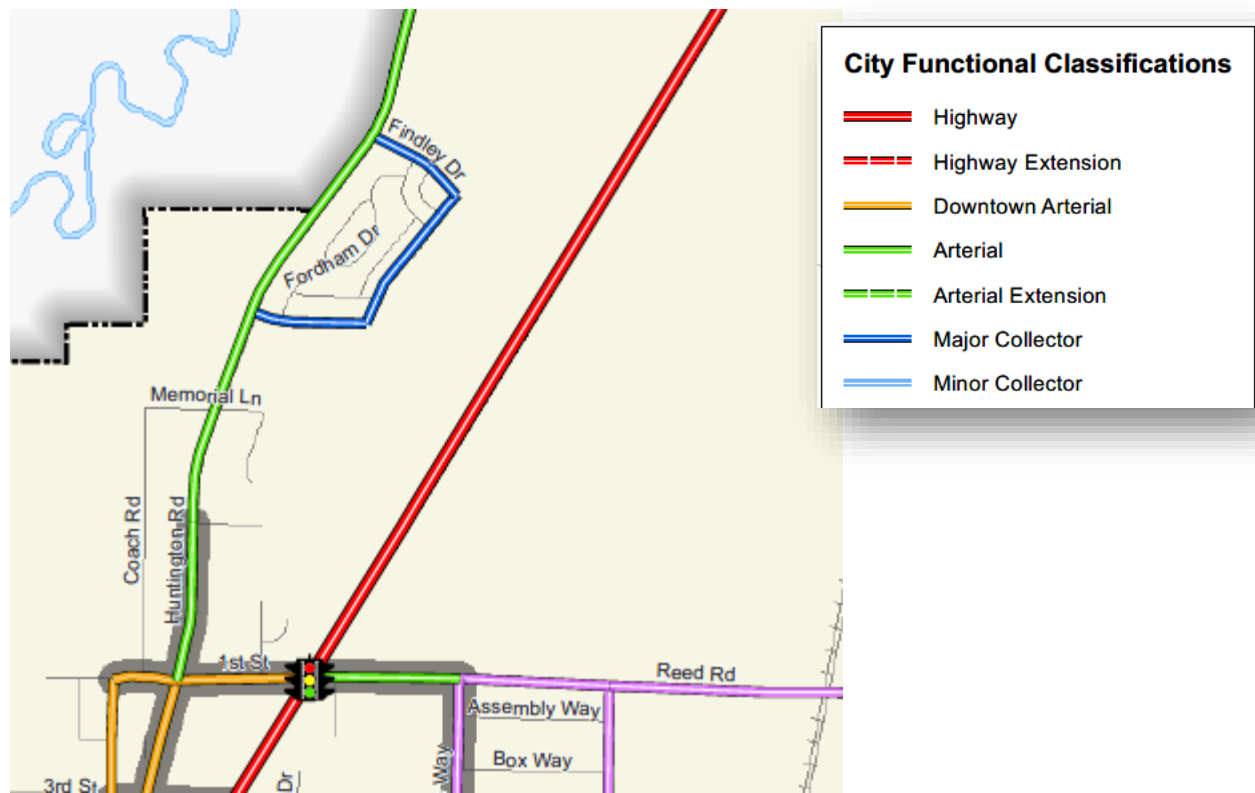 City Functional Classifications
Highway
Highway Extension
Downtown Arterial
Arterial
Arterial Extension
Major Collector
Minor Collector
Findley Dr
Fordham Dr
Memorial Ln
Coach Rd
Huntington Rd
1st St
Reed Rd
Assembly Way
Box Way
Way
Dr
3rd St